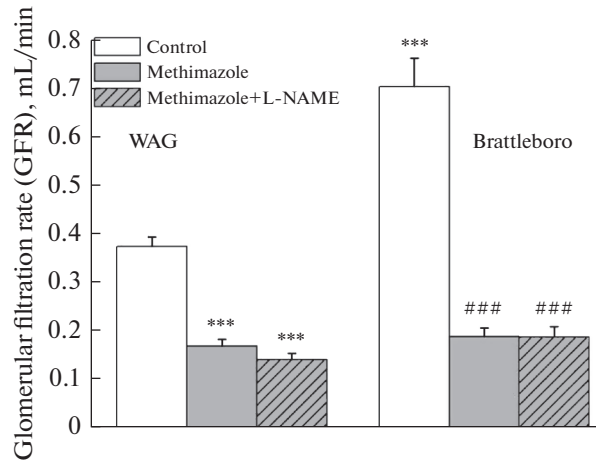 Glomerular filtration rate (GFR), mL/min
0.8
0.7
0.6
0.5
0.4
0.3
0.2
0.1
0
Control
Methimazole
Methimazole+L-NAME
WAG
Brattleboro
***
***
***
###
###